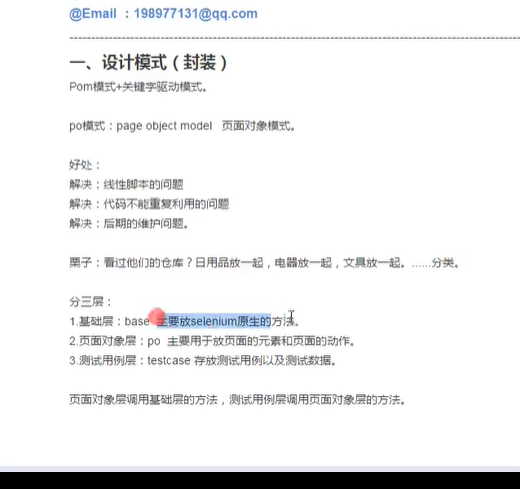 @Email ：198977131@qq.com
一、设计模式（封装）
Pom模式+关键字驱动模式。
po模式：page object model 页面对象模式。
好处：
解决：线性脚本的问题
解决：代码不能重复利用的问题
解决：后期的维护问题。
栗子：看过他们的仓库？日用品放一起，电器放一起，文具放一起。……分类。
分三层：
1.基础层：base 主要放selenium原生的方法。
2.页面对象层：po 主要用于放页面的元素和页面的动作。
3.测试用例层：testcase 存放测试用例以及测试数据。
页面对象层调用基础层的方法，测试用例层调用页面对象层的方法。